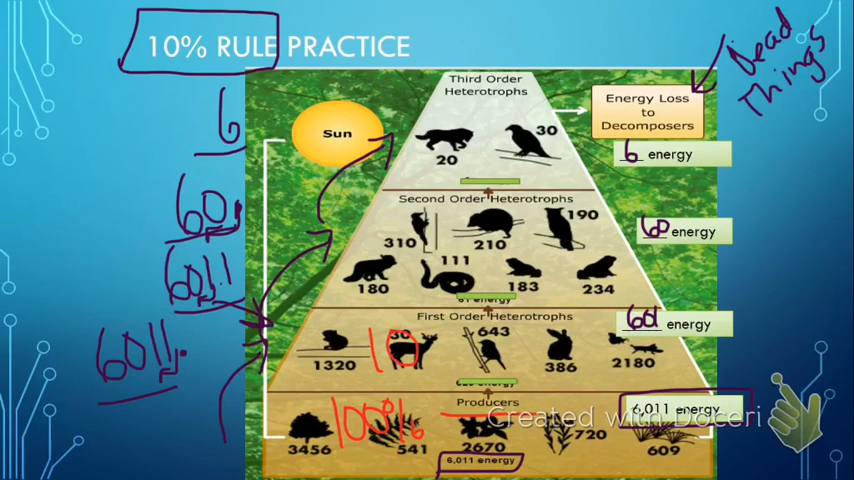 10% RULE PRACTICE
Dead
Things
Third Order
Heterotrophs
Energy Loss
to
Decomposers
Sun
6
30
20
6 energy
Second Order Heterotrophs
60
190
310
210
60 energy
111
601.1
180
183
234
First Order Heterotrophs
601 energy
6011
10
643
1320
386
2180
Producers
6,011 energy
Created with Doceri
100%
3456
541
2670
720
609
6,011 energy